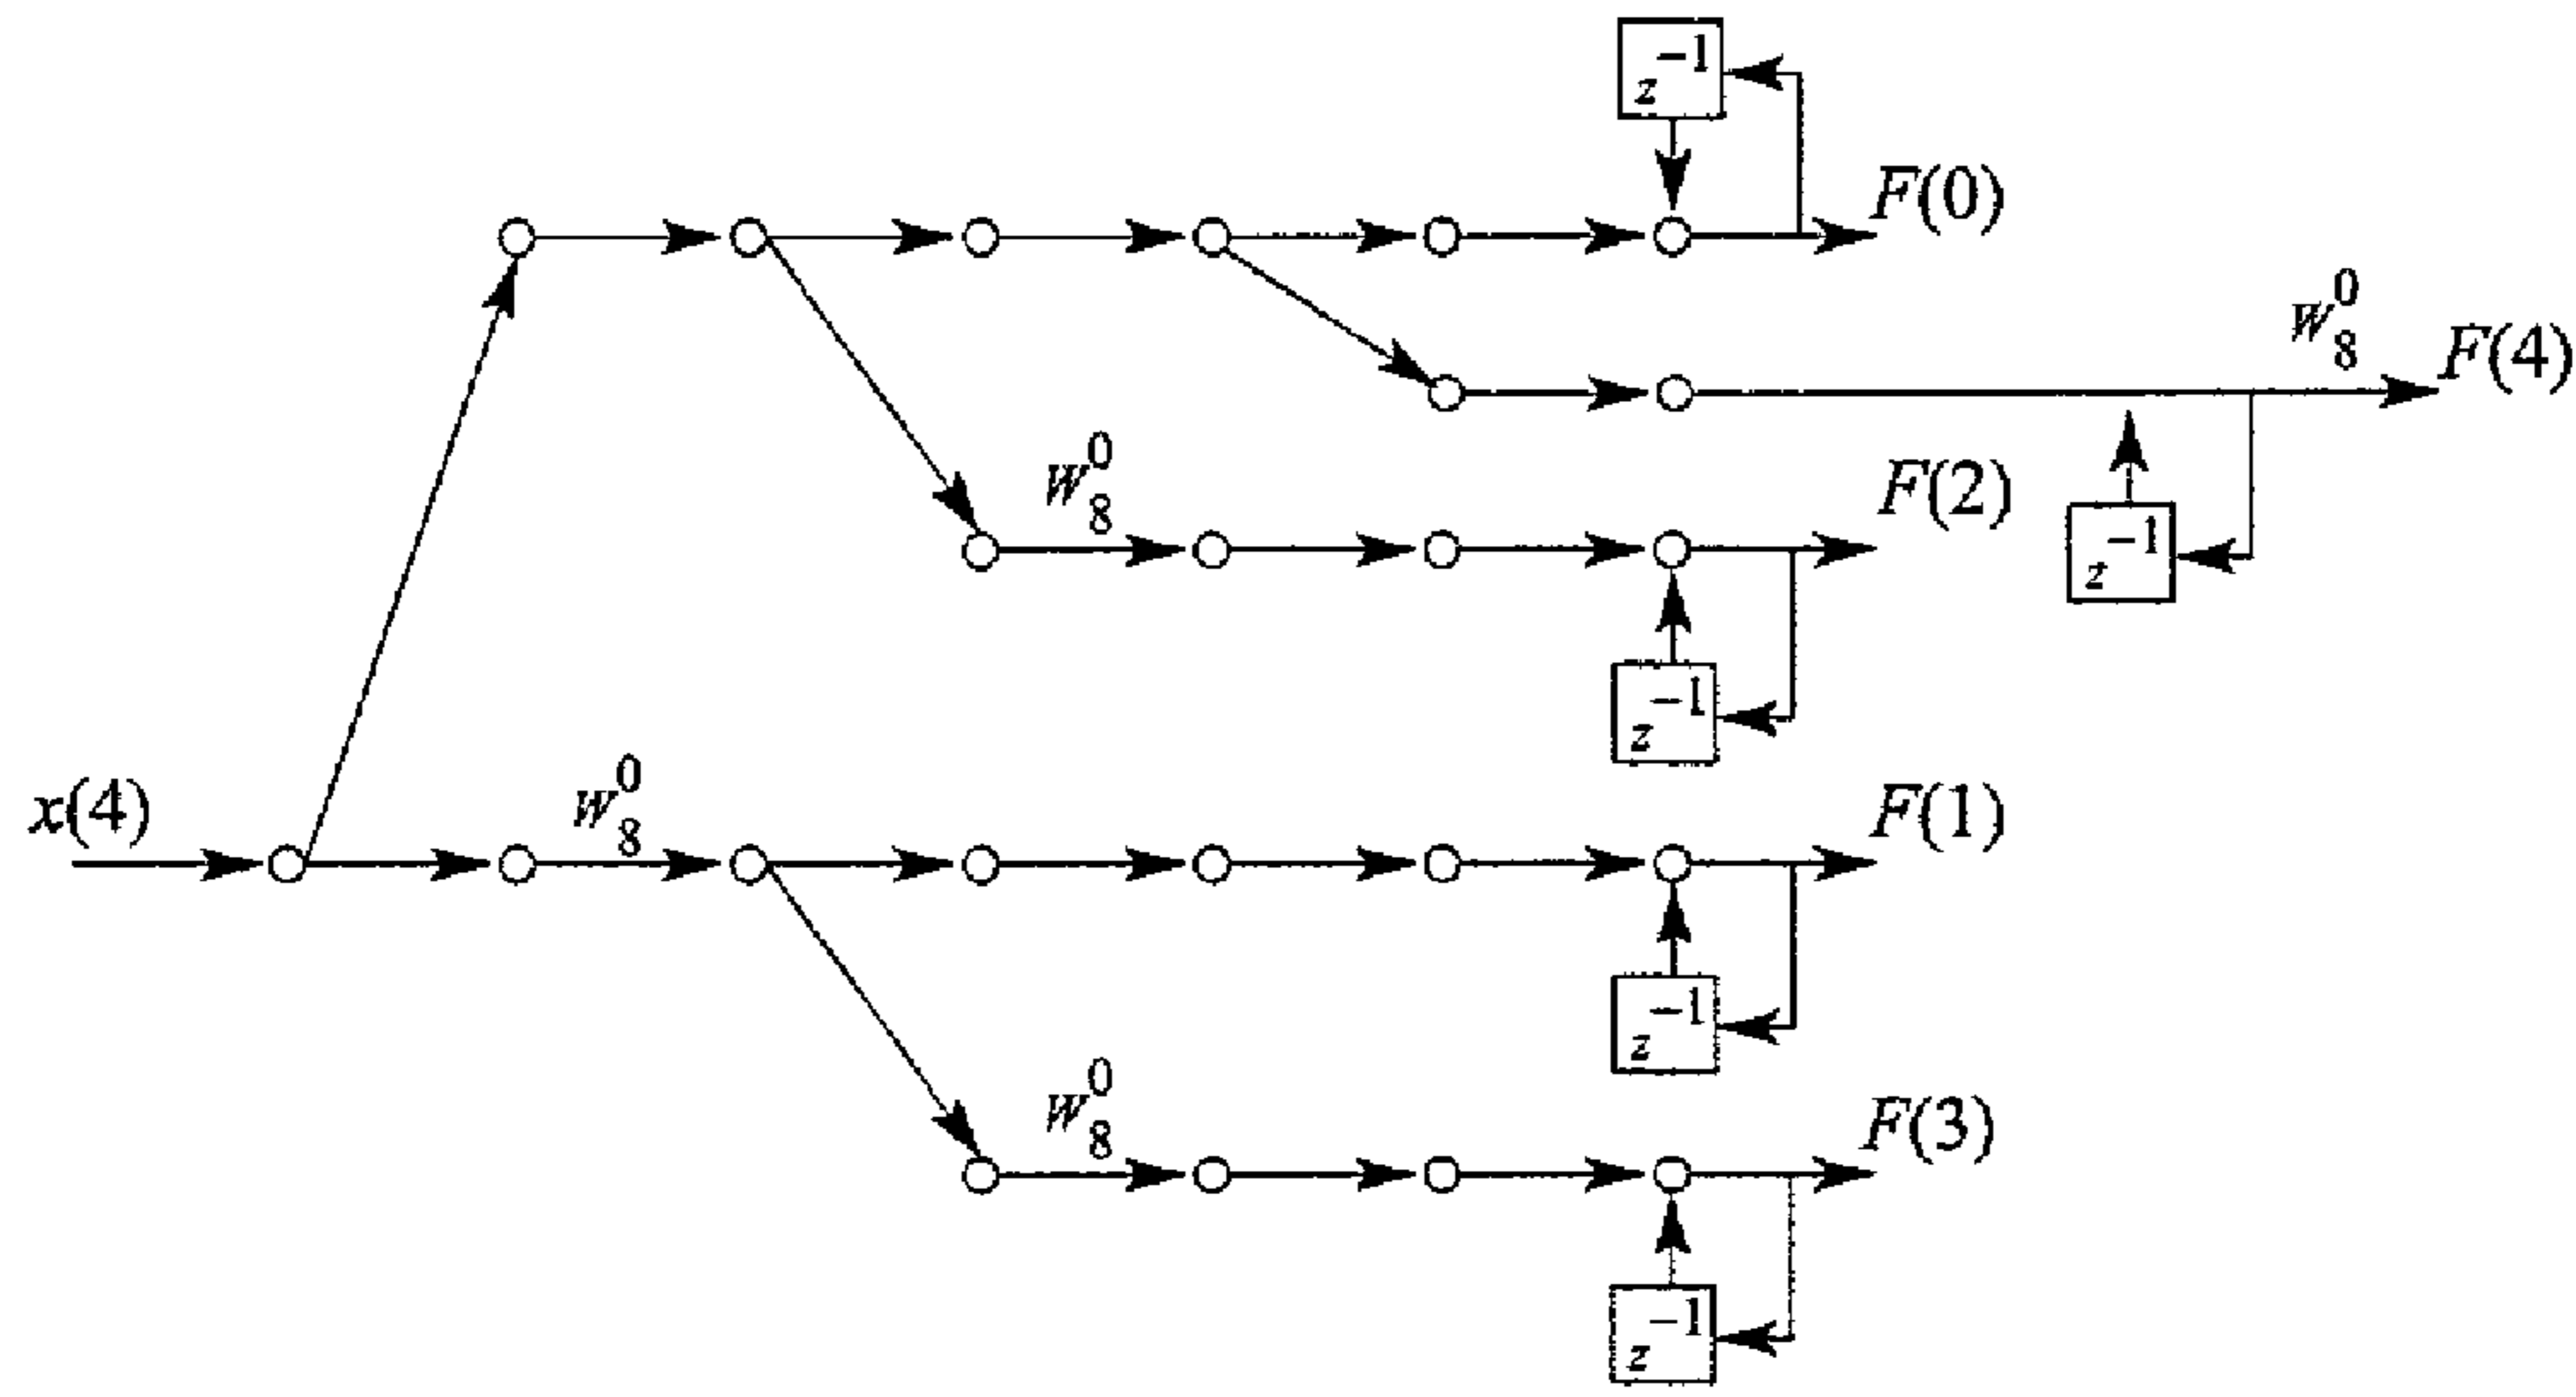 z^{-1}
F(0)
W_8^0
F(4)
W_8^0
F(2)
z^{-1}
z^{-1}
x(4)
W_8^0
F(1)
z^{-1}
W_8^0
F(3)
z^{-1}